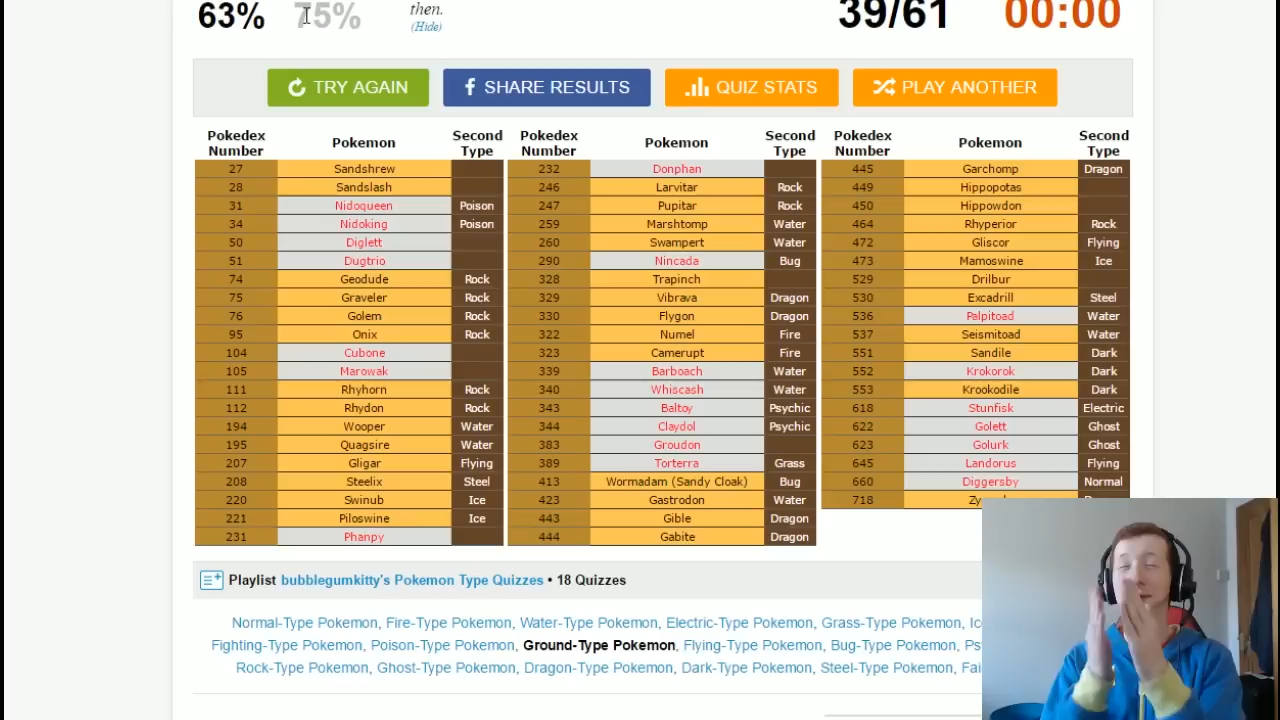 63% 75% then. 39/61 00:00
(Hide)
TRY AGAIN f SHARE RESULTS QUIZ STATS PLAY ANOTHER
Pokedex Number Pokemon Second Type Pokedex Number Pokemon Second Type Pokedex Number Pokemon Second Type
27 Sandshrew 232 Donphan 445 Garchomp Dragon
28 Sandslash 246 Larvitar Rock 449 Hippopotas
31 Nidoqueen Poison 247 Pupitar Rock 450 Hippowdon
34 Nidoking Poison 259 Marshtomp Water 464 Rhyperior Rock
50 Diglett 260 Swampert Water 472 Gliscor Flying
51 Dugtrio 290 Nincada Bug 473 Mamoswine Ice
74 Geodude Rock 328 Trapinch 529 Drilbur
75 Graveler Rock 329 Vibrava Dragon 530 Excadrill Steel
76 Golem Rock 330 Flygon Dragon 536 Palpitoad Water
95 Onix Rock 322 Numel Fire 537 Seismitoad Water
104 Cubone 323 Camerupt Fire 551 Sandile Dark
105 Marowak 339 Barboach Water 552 Krokorok Dark
111 Rhyhorn Rock 340 Whiscash Water 553 Krookodile Dark
112 Rhydon Rock 343 Baltoy Psychic 618 Stunfisk Electric
194 Wooper Water 344 Claydol Psychic 622 Golett Ghost
195 Quagsire Water 383 Groudon 623 Golurk Ghost
207 Gligar Flying 389 Torterra Grass 645 Landorus Flying
208 Steelix Steel 413 Wormadam (Sandy Cloak) Bug 660 Diggersby Normal
220 Swinub Ice 423 Gastrodon Water 718
221 Piloswine Ice 443 Gible Dragon
231 Phanpy 444 Gabite Dragon
Playlist bubblegumkitty's Pokemon Type Quizzes • 18 Quizzes
Normal-Type Pokemon, Fire-Type Pokemon, Water-Type Pokemon, Electric-Type Pokemon, Grass-Type Pokemon,
Fighting-Type Pokemon, Poison-Type Pokemon, Ground-Type Pokemon, Flying-Type Pokemon, Bug-Type Pokemon,
Rock-Type Pokemon, Ghost-Type Pokemon, Dragon-Type Pokemon, Dark-Type Pokemon, Steel-Type Pokemon,